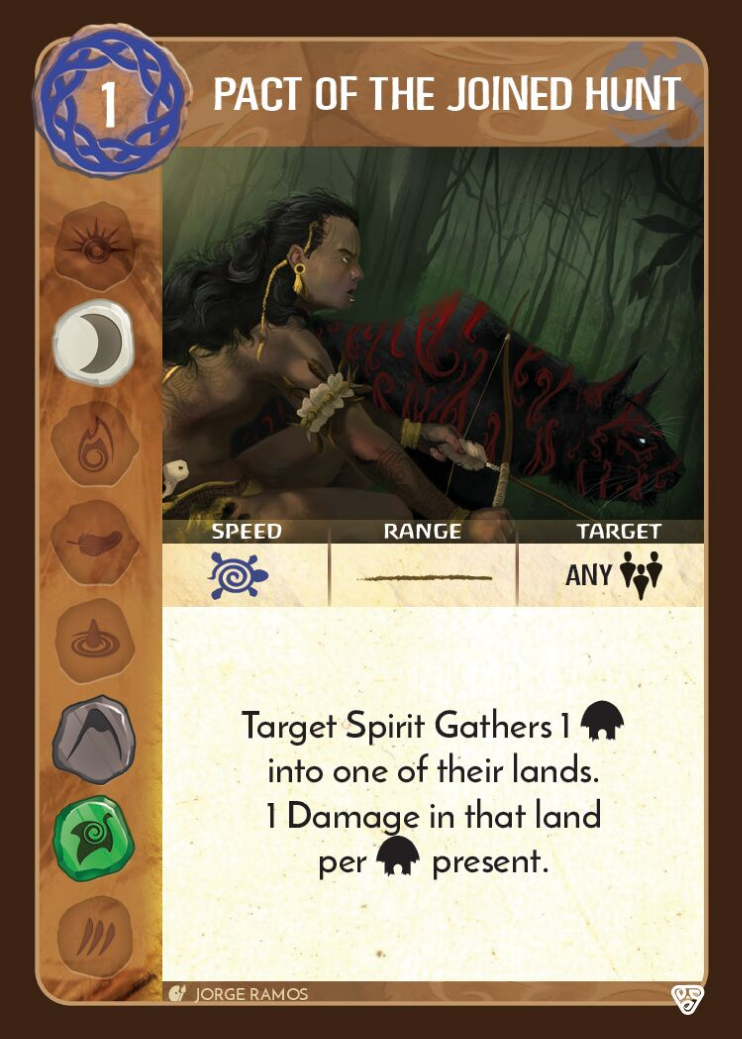 1
PACT OF THE JOINED HUNT
SPEED RANGE TARGET
ANY
Target Spirit Gathers 1
into one of their lands.
1 Damage in that land
per present.
JORGE RAMOS